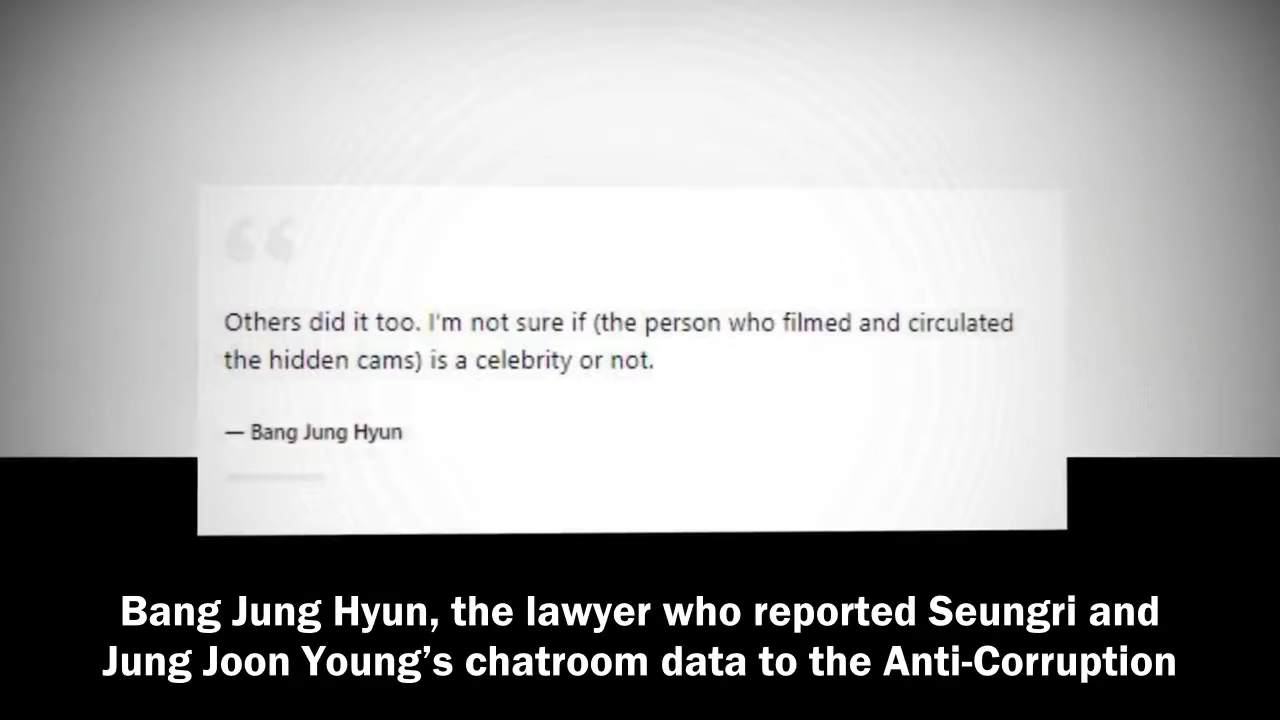 “
Others did it too. I'm not sure if (the person who filmed and circulated
the hidden cams) is a celebrity or not.
— Bang Jung Hyun
Bang Jung Hyun, the lawyer who reported Seungri and
Jung Joon Young’s chatroom data to the Anti-Corruption